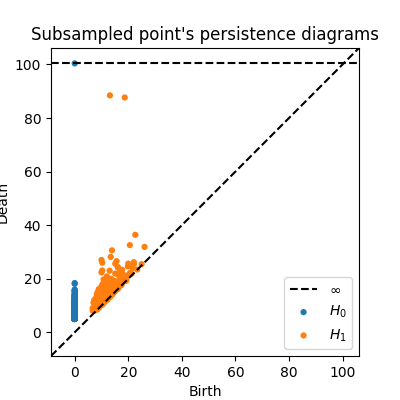 Subsampled point's persistence diagrams
100
80
60
40
20
0
Death
0 20 40 60 80 100
Birth
∞
H₀
H₁